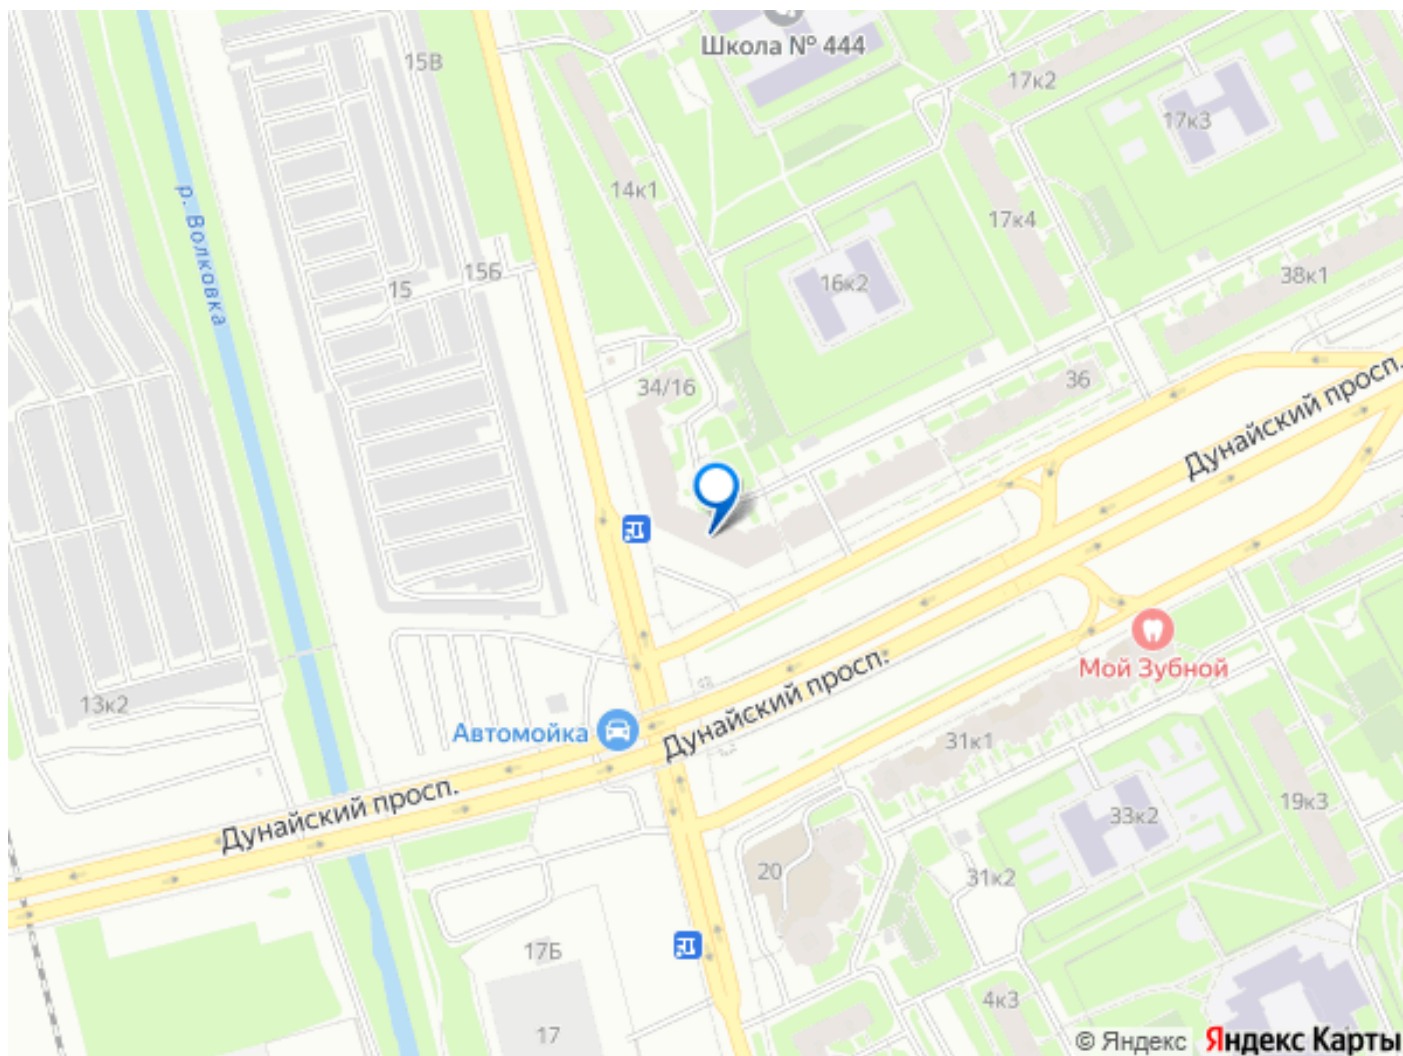 Школа № 444
15В
17к2
17к3
14к1
р. Волковка
17к4
15Б
38к1
16к2
15
36
34/16
Дунайский просп.
Мой Зубной
13к2
Автомойка
Дунайский просп.
31к1
Дунайский просп.
19к3
33к2
20
31к2
17Б
4к3
17
© Яндекс Яндекс Карты